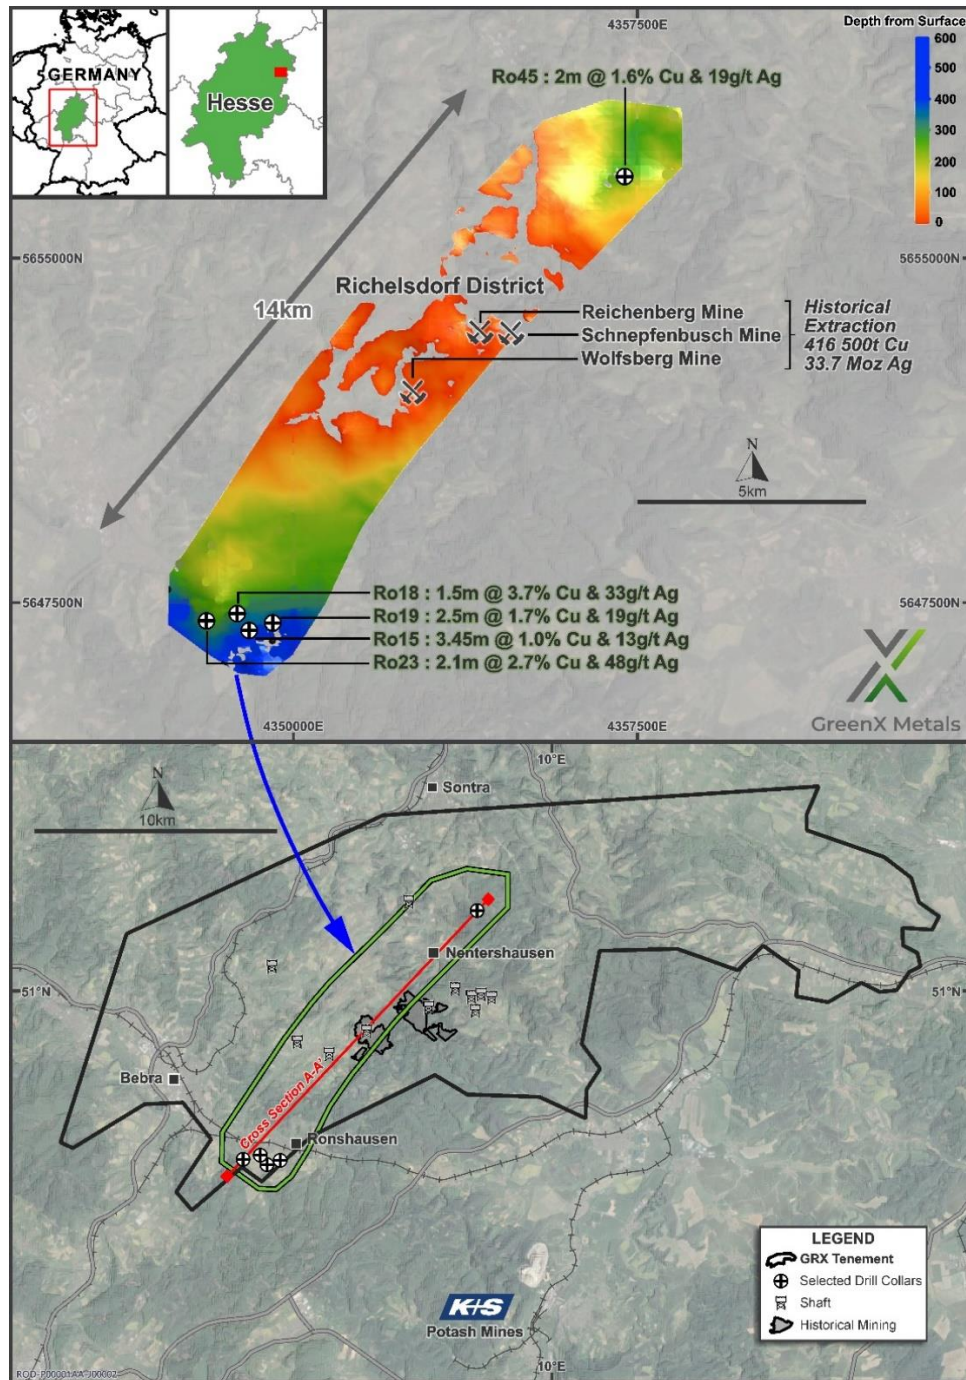 GERMANY
Hesse
4357500E
Depth from Surface
600
500
400
300
200
100
0
Ro45 : 2m @ 1.6% Cu & 19g/t Ag
5655000N
5655000N
14km
Richelsdorf District
Reichenberg Mine
Schnepfenbusch Mine
Wolfsberg Mine
Historical
Extraction
416 500t Cu
33.7 Moz Ag
N
5km
5647500N
5647500N
Ro18 : 1.5m @ 3.7% Cu & 33g/t Ag
Ro19 : 2.5m @ 1.7% Cu & 19g/t Ag
Ro15 : 3.45m @ 1.0% Cu & 13g/t Ag
Ro23 : 2.1m @ 2.7% Cu & 48g/t Ag
GreenX Metals
4350000E
4357500E
10°E
N
10km
Sontra
Nentershausen
51°N
51°N
Bebra
Cross Section A-A'
Ronshausen
K+S
Potash Mines
LEGEND
GRX Tenement
Selected Drill Collars
Shaft
Historical Mining
10°E